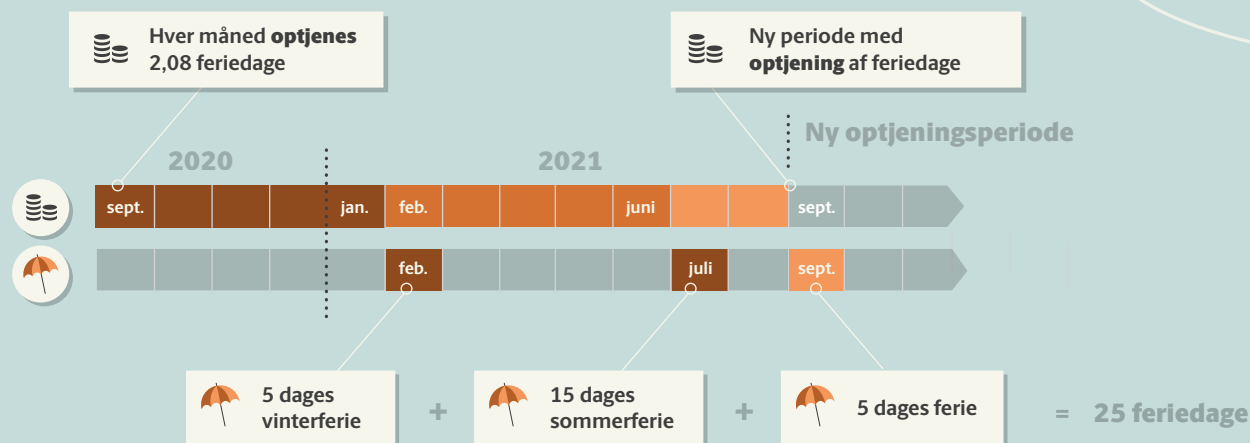 Hver måned optjenes
2,08 feriedage
Ny periode med
optjening af feriedage
Ny optjeningsperiode
2020
2021
sept.
jan.
feb.
juni
sept.
feb.
juli
sept.
5 dages
vinterferie
+
15 dages
sommerferie
+
5 dages ferie
= 25 feriedage